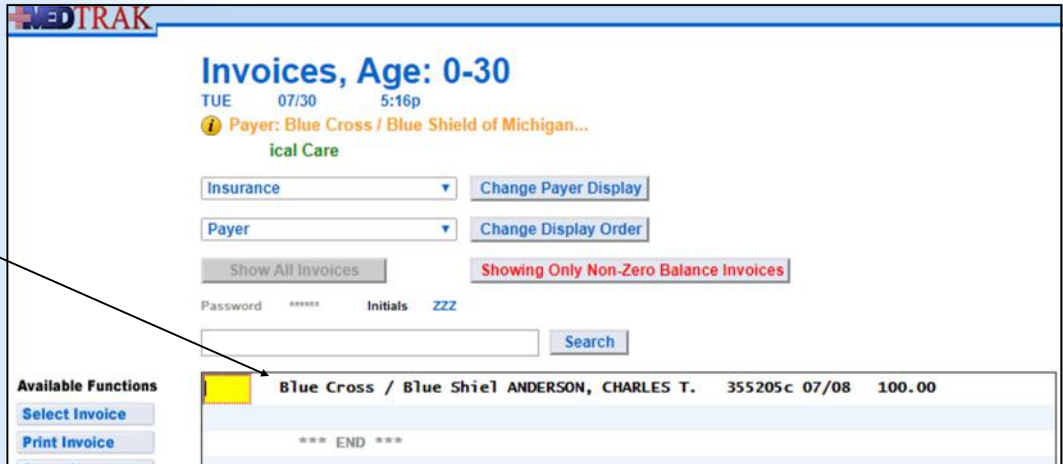 MEDTRAK
Invoices, Age: 0-30
TUE 07/30 5:16p
i Payer: Blue Cross / Blue Shield of Michigan...
ical Care
Insurance Change Payer Display
Payer Change Display Order
Show All Invoices Showing Only Non-Zero Balance Invoices
Password ****** Initials ZZZ
Search
Available Functions
Blue Cross / Blue Shiel ANDERSON, CHARLES T. 355205c 07/08 100.00
Select Invoice
Print Invoice
*** END ***